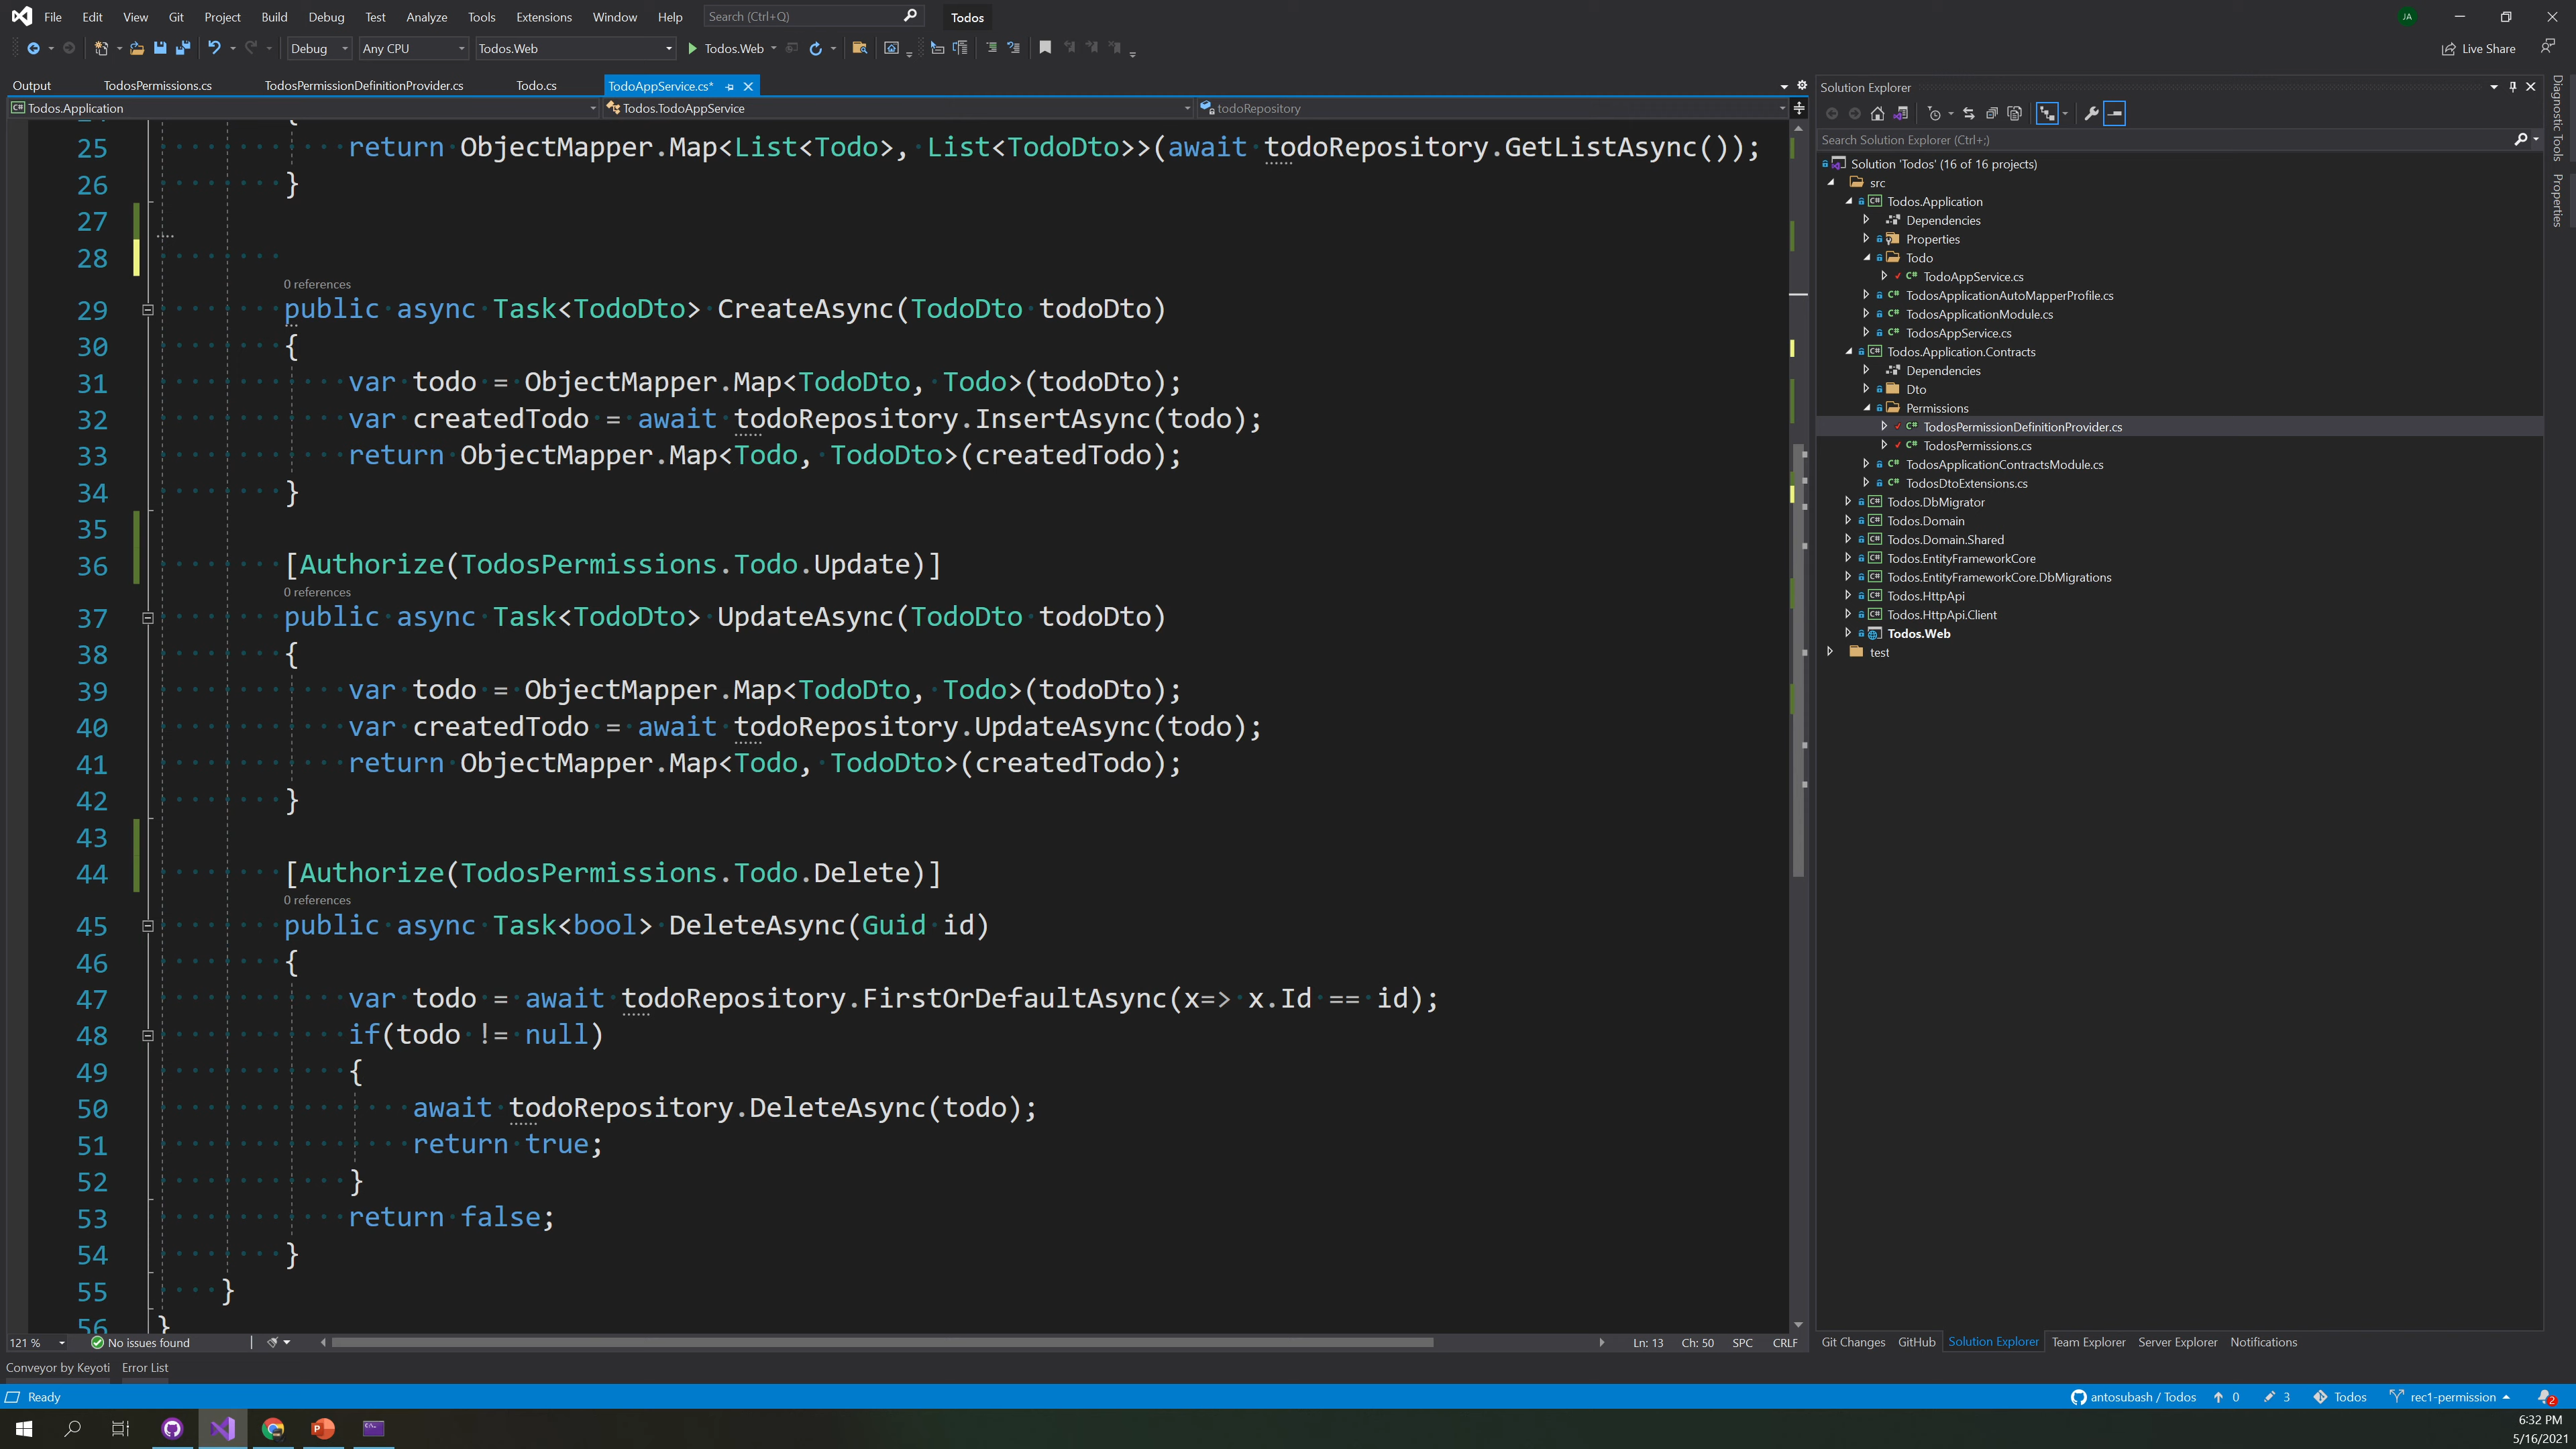 File Edit View Git Project Build Debug Test Analyze Tools Extensions Window Help Search (Ctrl+Q) Todos JA
Debug Any CPU Todos.Web Todos.Web Live Share
Output TodosPermissions.cs TodosPermissionDefinitionProvider.cs Todo.cs TodoAppService.cs*
Todos.Application Todos.TodoAppService todoRepository
25 return ObjectMapper.Map<List<Todo>, List<TodoDto>>(await todoRepository.GetListAsync());
26 }
27
28
0 references
29 public async Task<TodoDto> CreateAsync(TodoDto todoDto)
30 {
31 var todo = ObjectMapper.Map<TodoDto, Todo>(todoDto);
32 var createdTodo = await todoRepository.InsertAsync(todo);
33 return ObjectMapper.Map<Todo, TodoDto>(createdTodo);
34 }
35
36 [Authorize(TodosPermissions.Todo.Update)]
0 references
37 public async Task<TodoDto> UpdateAsync(TodoDto todoDto)
38 {
39 var todo = ObjectMapper.Map<TodoDto, Todo>(todoDto);
40 var createdTodo = await todoRepository.UpdateAsync(todo);
41 return ObjectMapper.Map<Todo, TodoDto>(createdTodo);
42 }
43
44 [Authorize(TodosPermissions.Todo.Delete)]
0 references
45 public async Task<bool> DeleteAsync(Guid id)
46 {
47 var todo = await todoRepository.FirstOrDefaultAsync(x=> x.Id == id);
48 if(todo != null)
49 {
50 await todoRepository.DeleteAsync(todo);
51 return true;
52 }
53 return false;
54 }
55 }
56 }
121 % No issues found Ln: 13 Ch: 50 SPC CRLF
Solution Explorer
Search Solution Explorer (Ctrl+;)
Solution 'Todos' (16 of 16 projects)
src
Todos.Application
Dependencies
Properties
Todo
TodoAppService.cs
TodosApplicationAutoMapperProfile.cs
TodosApplicationModule.cs
TodosAppService.cs
Todos.Application.Contracts
Dependencies
Dto
Permissions
TodosPermissionDefinitionProvider.cs
TodosPermissions.cs
TodosApplicationContractsModule.cs
TodosDtoExtensions.cs
Todos.DbMigrator
Todos.Domain
Todos.Domain.Shared
Todos.EntityFrameworkCore
Todos.EntityFrameworkCore.DbMigrations
Todos.HttpApi
Todos.HttpApi.Client
Todos.Web
test
Git Changes GitHub Solution Explorer Team Explorer Server Explorer Notifications
Diagnostic Tools
Properties
Conveyor by Keyoti Error List
Ready antosubash / Todos 0 3 Todos rec1-permission 2
6:32 PM
5/16/2021